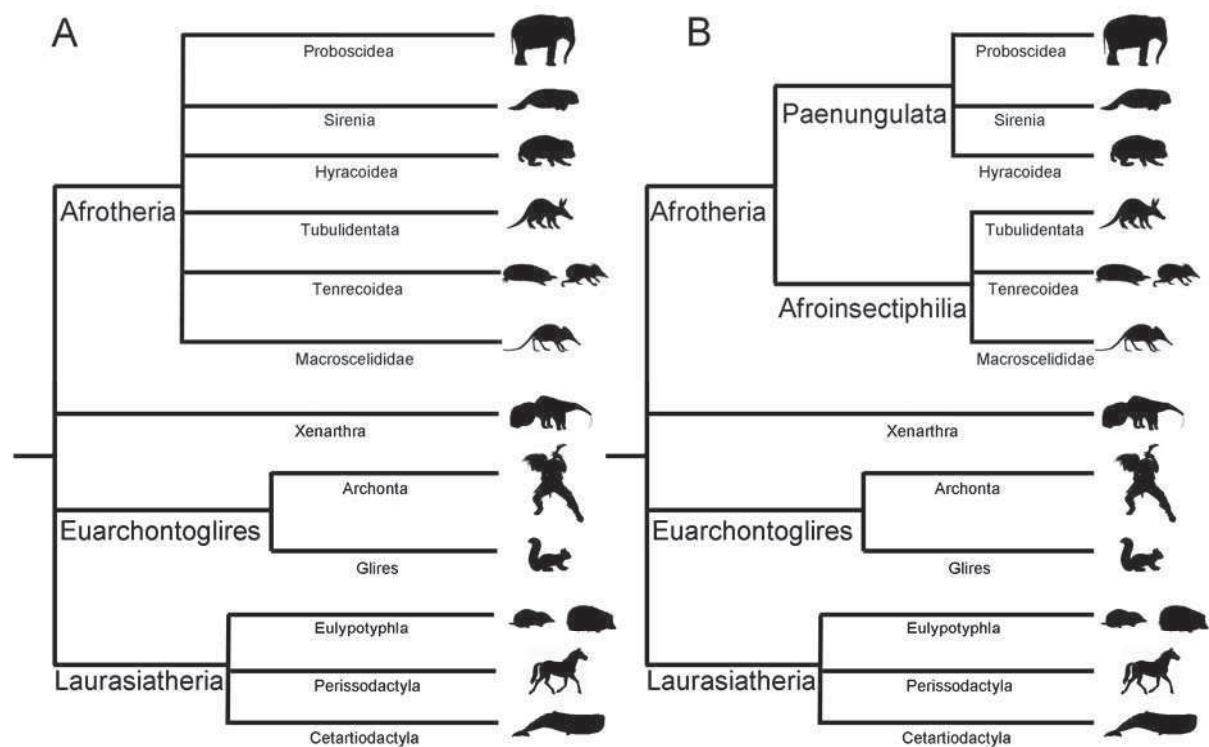 A
Proboscidea
Sirenia
Hyracoidea
Afrotheria
Tubulidentata
Tenrecoidea
Macroscelididae
Xenarthra
Archonta
Euarchontoglires
Glires
Eulypotyphla
Laurasiatheria
Perissodactyla
Cetartiodactyla
B
Proboscidea
Paenungulata
Sirenia
Hyracoidea
Afrotheria
Tubulidentata
Tenrecoidea
Afroinsectiphilia
Macroscelididae
Xenarthra
Archonta
Euarchontoglires
Glires
Eulypotyphla
Laurasiatheria
Perissodactyla
Cetartiodactyla